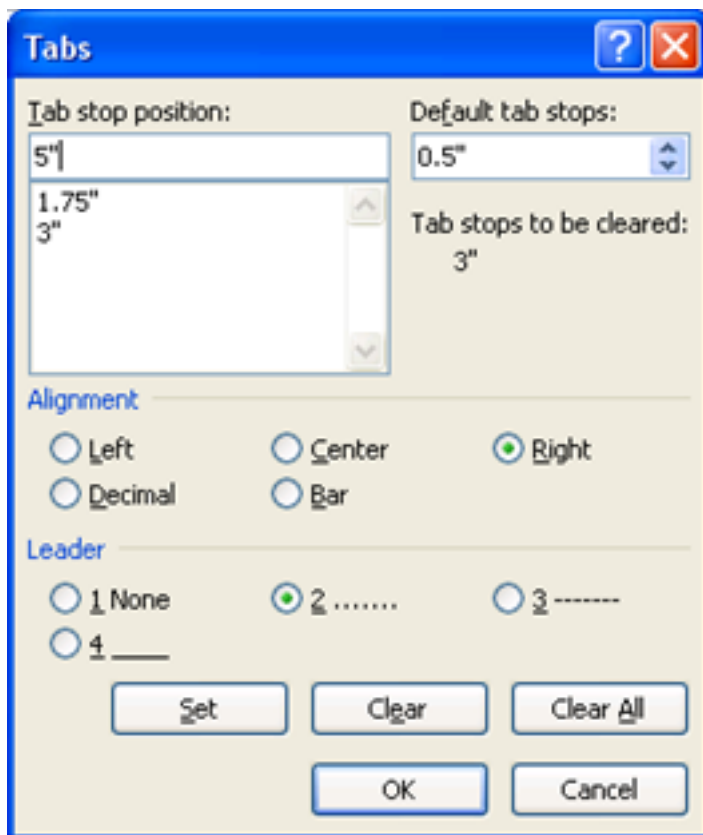 Tabs
Tab stop position: Default tab stops:
5" 0.5"
1.75"
3"
Tab stops to be cleared:
3"
Alignment
Left Center Right
Decimal Bar
Leader
1 None 2 ....... 3 -------
4 ____
Set Clear Clear All
OK Cancel